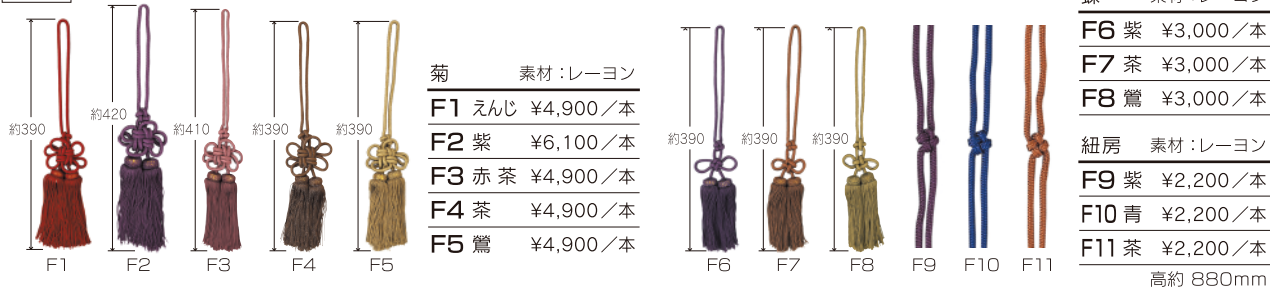 約390
約420
約410
約390
約390
F1
F2
F3
F4
F5
菊 素材：レーヨン
F1 えんじ ¥4,900／本
F2 紫 ¥6,100／本
F3 赤茶 ¥4,900／本
F4 茶 ¥4,900／本
F5 鶯 ¥4,900／本
約390
約390
約390
F6
F7
F8
F9
F10
F11
F6 紫 ¥3,000／本
F7 茶 ¥3,000／本
F8 鶯 ¥3,000／本
紐房 素材：レーヨン
F9 紫 ¥2,200／本
F10 青 ¥2,200／本
F11 茶 ¥2,200／本
高約 880mm